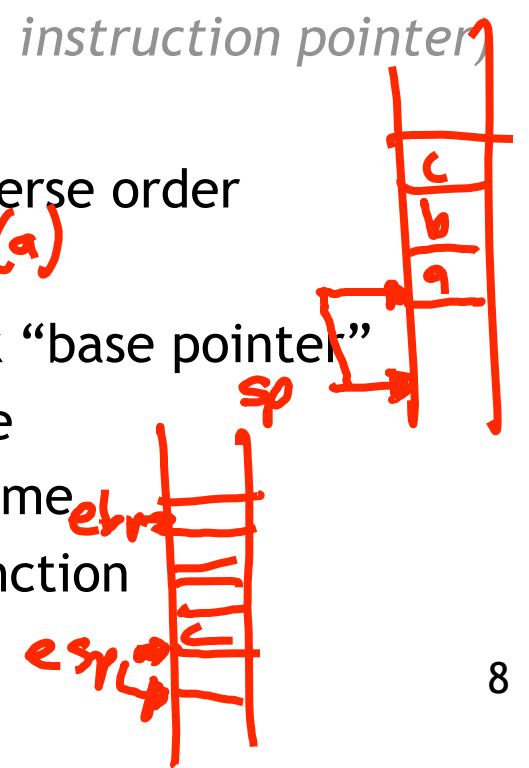 instruction pointer)
c
erse order
b
(a)
a
"base pointer"
sp
e
me
ebp
nction
c
esp
8